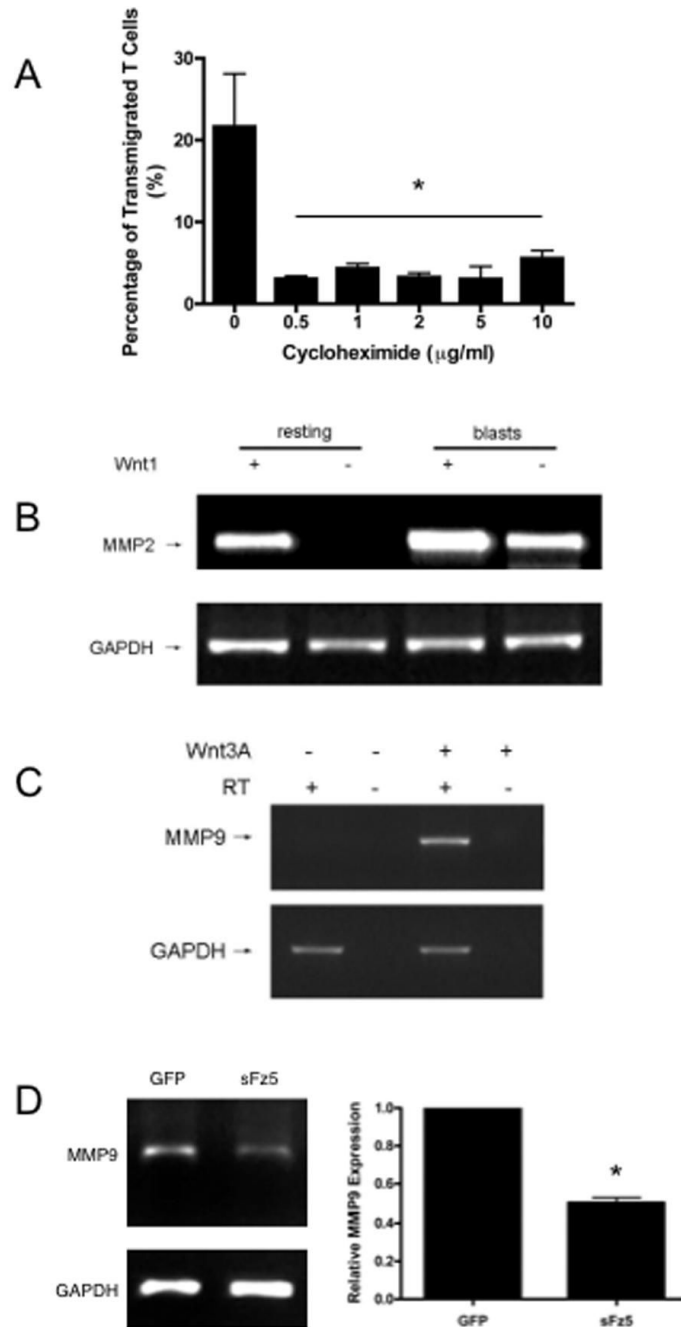 A
Percentage of Transmigrated T Cells
(%)
30
20
10
0
*
0 0.5 1 2 5 10
Cycloheximide (μg/ml)
B
resting blasts
Wnt1 + - + -
MMP2 →
GAPDH →
C
Wnt3A - - + +
RT + - + -
MMP9 →
GAPDH →
D
GFP sFz5
MMP9
GAPDH
Relative MMP9 Expression
1.0
0.8
0.6
0.4
0.2
0.0
*
GFP sFz5